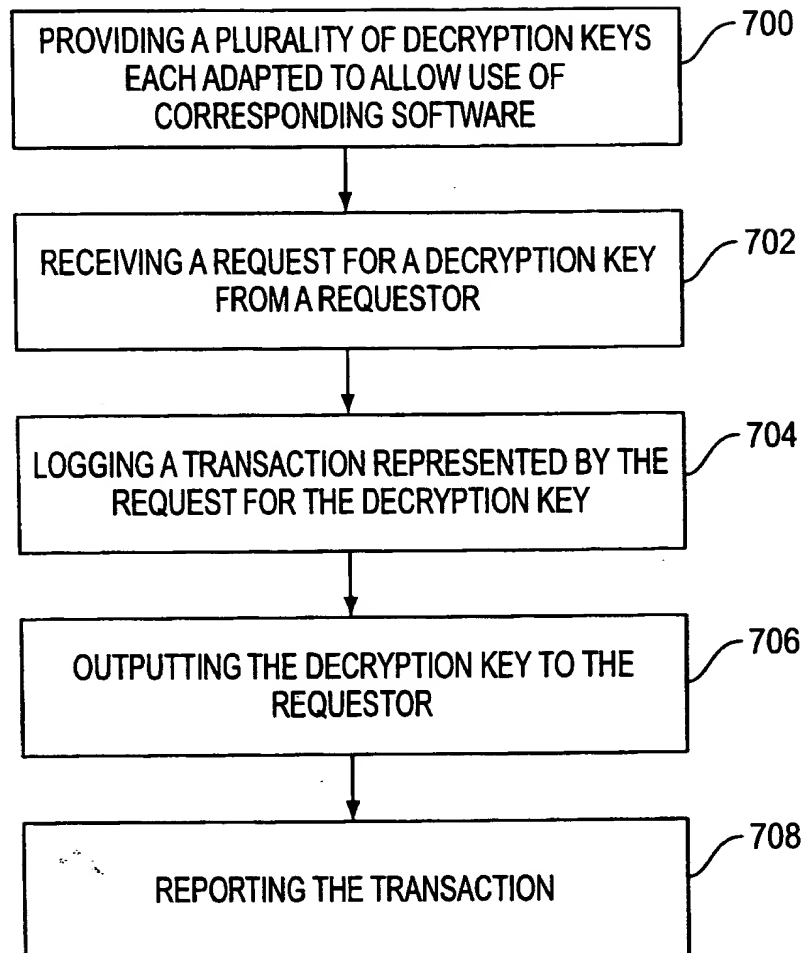 PROVIDING A PLURALITY OF DECRYPTION KEYS
EACH ADAPTED TO ALLOW USE OF
CORRESPONDING SOFTWARE
700
RECEIVING A REQUEST FOR A DECRYPTION KEY
FROM A REQUESTOR
702
LOGGING A TRANSACTION REPRESENTED BY THE
REQUEST FOR THE DECRYPTION KEY
704
OUTPUTTING THE DECRYPTION KEY TO THE
REQUESTOR
706
REPORTING THE TRANSACTION
708